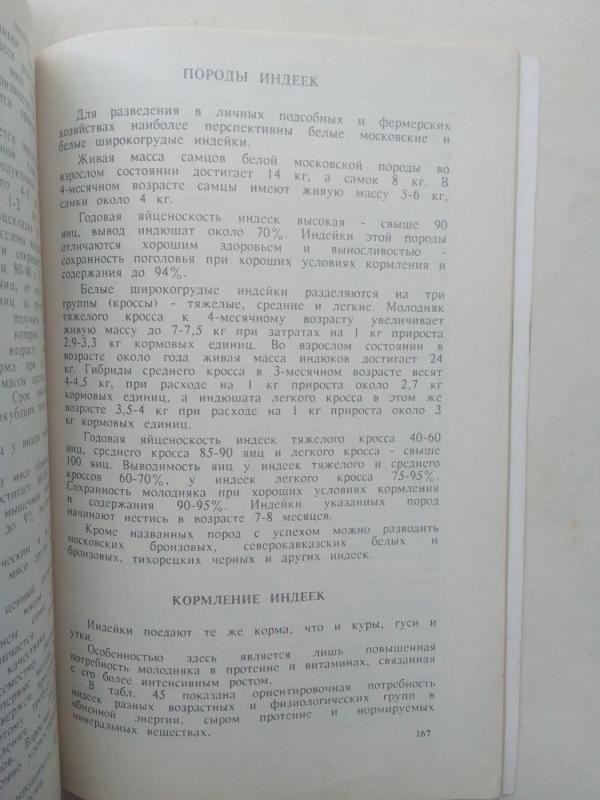 ПОРОДЫ ИНДЕЕК
Для разведения в личных подсобных и фермерских
хозяйствах наиболее перспективны белые московские и
белые широкогрудые индейки.
Живая масса самцов белой московской породы во
взрослом состоянии достигает 14 кг, а самок 8 кг. В
4-месячном возрасте самцы имеют живую массу 5-6 кг,
самки около 4 кг.
Годовая яйценоскость индеек высокая - свыше 90
яиц, вывод индюшат около 70%. Индейки этой породы
отличаются хорошим здоровьем и выносливостью -
сохранность поголовья при хороших условиях кормления и
содержания до 94%.
Белые широкогрудые индейки разделяются на три
группы (кроссы) - тяжелые, средние и легкие. Молодняк
тяжелого кросса к 4-месячному возрасту увеличивает
живую массу до 7-7,5 кг при затратах на 1 кг прироста
2,9-3,3 кг кормовых единиц. Во взрослом состоянии в
возрасте около года живая масса индюков достигает 24
кг. Гибриды среднего кросса в 3-месячном возрасте весят
4-4,5 кг, при расходе на 1 кг прироста около 2,7 кг
кормовых единиц, а индюшата легкого кросса в этом же
возрасте 3,5-4 кг при расходе на 1 кг прироста около 3
кг кормовых единиц.
Годовая яйценоскость индеек тяжелого кросса 40-60
яиц, среднего кросса 85-90 яиц и легкого кросса - свыше
100 яиц. Выводимость яиц у индеек тяжелого и среднего
кроссов 60-70%, у индеек легкого кросса 75-95%.
Сохранность молодняка при хороших условиях кормления
и содержания 90-95%. Индейки указанных пород
начинают нестись в возрасте 7-8 месяцев.
Кроме названных пород с успехом можно разводить
московских бронзовых, северокавказских белых и
бронзовых, тихорецких черных и других индеек.
КОРМЛЕНИЕ ИНДЕЕК
Индейки поедают те же корма, что и куры, гуси и
утки.
Особенностью здесь является лишь повышенная
потребность молодняка в протеине и витаминах, связанная
с его более интенсивным ростом.
В табл. 45 показана ориентировочная потребность
индеек разных возрастных и физиологических групп в
обменной энергии, сыром протеине и нормируемых
минеральных веществах.
167